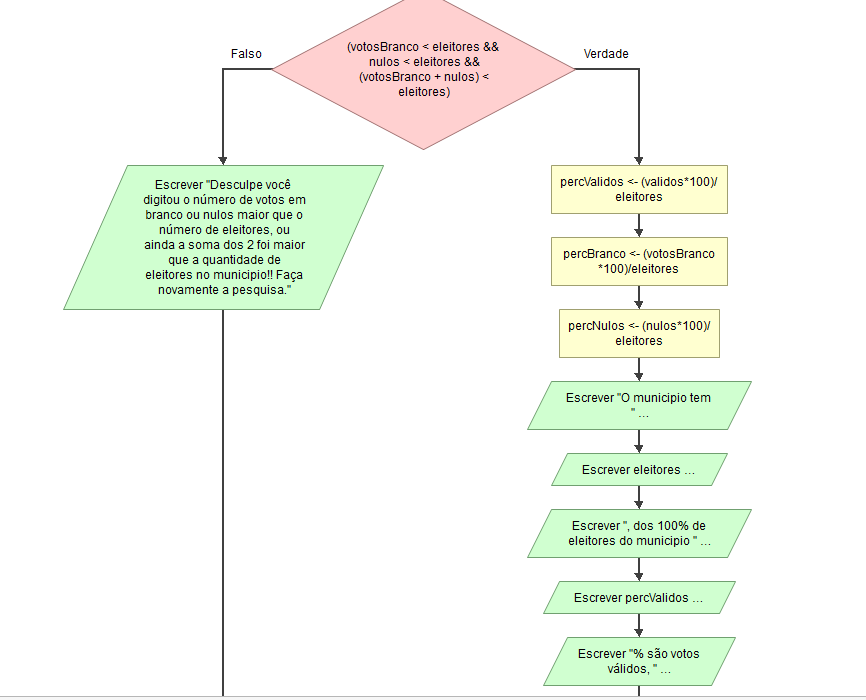 (votosBranco < eleitores &&
nulos < eleitores &&
(votosBranco + nulos) <
eleitores)
Falso
Verdade
Escrever "Desculpe você
digitou o número de votos em
branco ou nulos maior que o
número de eleitores, ou
ainda a soma dos 2 foi maior
que a quantidade de
eleitores no municipio!! Faça
novamente a pesquisa."
percValidos <- (validos*100)/
eleitores
percBranco <- (votosBranco
*100)/eleitores
percNulos <- (nulos*100)/
eleitores
Escrever "O municipio tem
" ...
Escrever eleitores ...
Escrever ", dos 100% de
eleitores do municipio " ...
Escrever percValidos ...
Escrever "% são votos
válidos, " ...